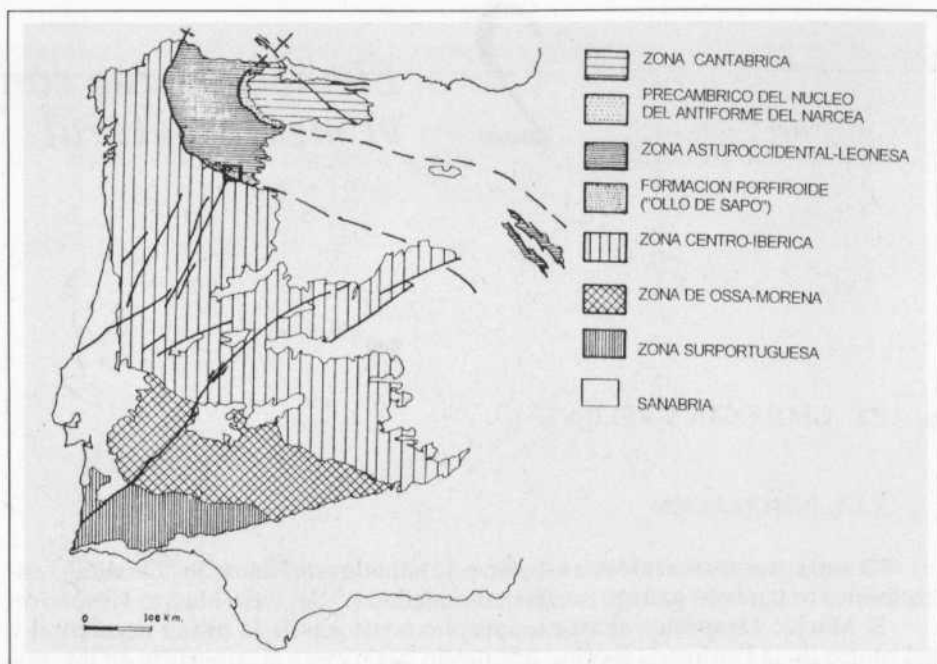 ZONA CANTABRICA
PRECAMBRICO DEL NUCLEO
DEL ANTIFORME DEL NARCEA
ZONA ASTUROCCIDENTAL-LEONESA
FORMACION PORFIROIDE
("OLLO DE SAPO")
ZONA CENTRO-IBERICA
ZONA DE OSSA-MORENA
ZONA SURPORTUGUESA
SANABRIA
0 100 km.